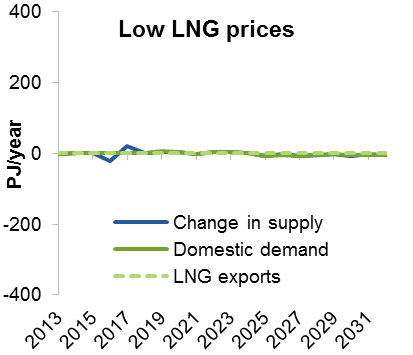 Low LNG prices
400
200
0
-200
-400
PJ/year
Change in supply
Domestic demand
LNG exports
2013 2015 2017 2019 2021 2023 2025 2027 2029 2031